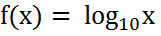 f(x) = log₁₀x